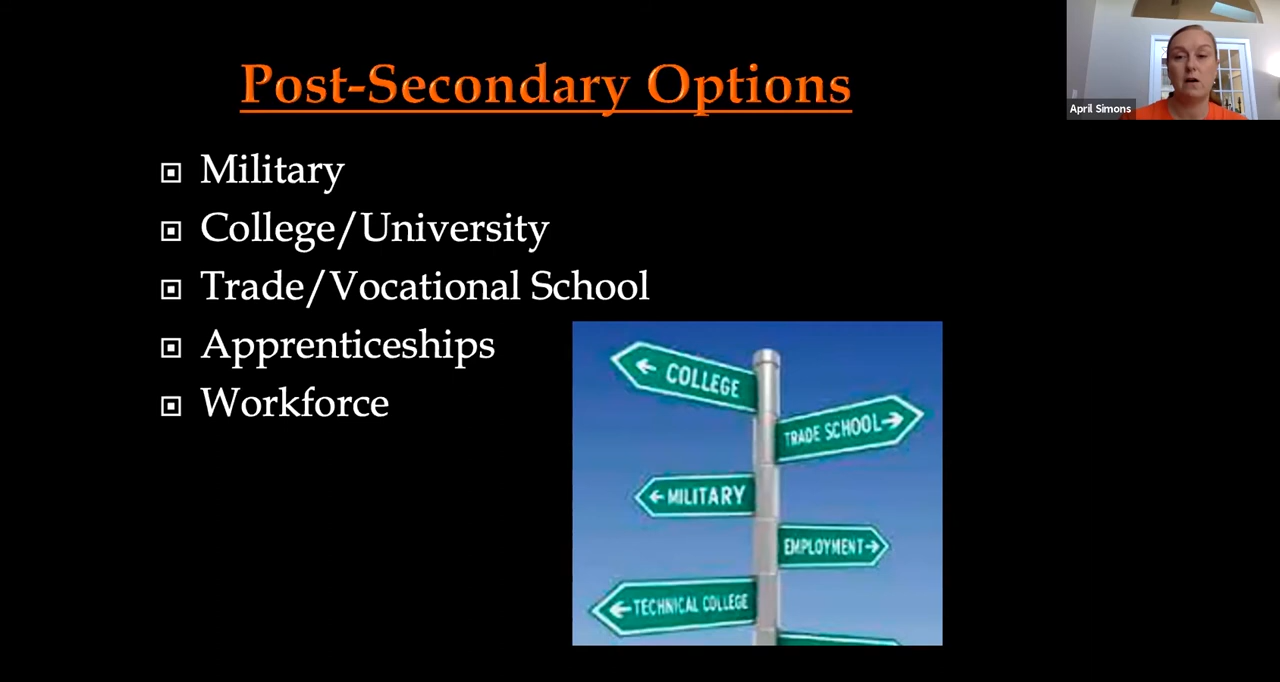 Post-Secondary Options
April Simons
Military
College/University
Trade/Vocational School
Apprenticeships
Workforce
← COLLEGE
TRADE SCHOOL →
← MILITARY
EMPLOYMENT →
← TECHNICAL COLLEGE